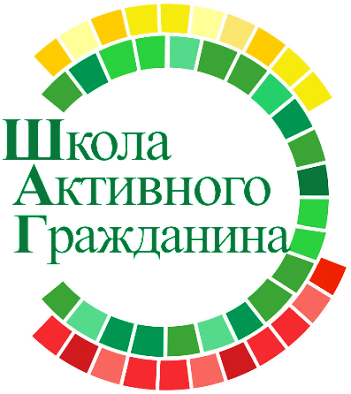 Школа
Активного
Гражданина